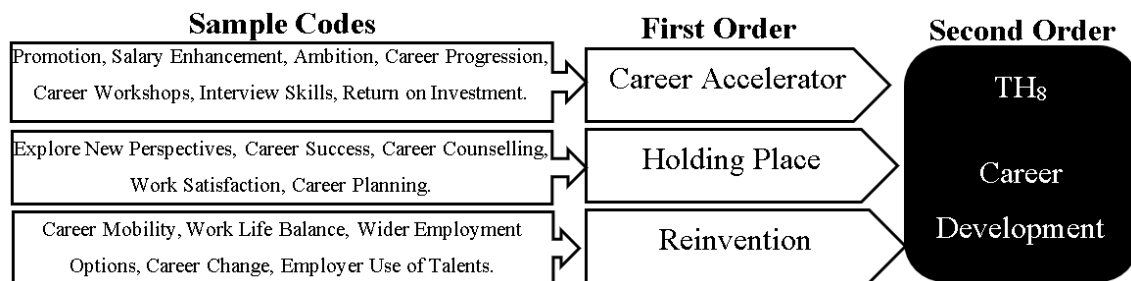 Sample Codes
First Order
Second Order
Promotion, Salary Enhancement, Ambition, Career Progression,
Career Workshops, Interview Skills, Return on Investment.
Career Accelerator
Explore New Perspectives, Career Success, Career Counselling,
Work Satisfaction, Career Planning.
Holding Place
Career Mobility, Work Life Balance, Wider Employment
Options, Career Change, Employer Use of Talents.
Reinvention
TH₈
Career
Development